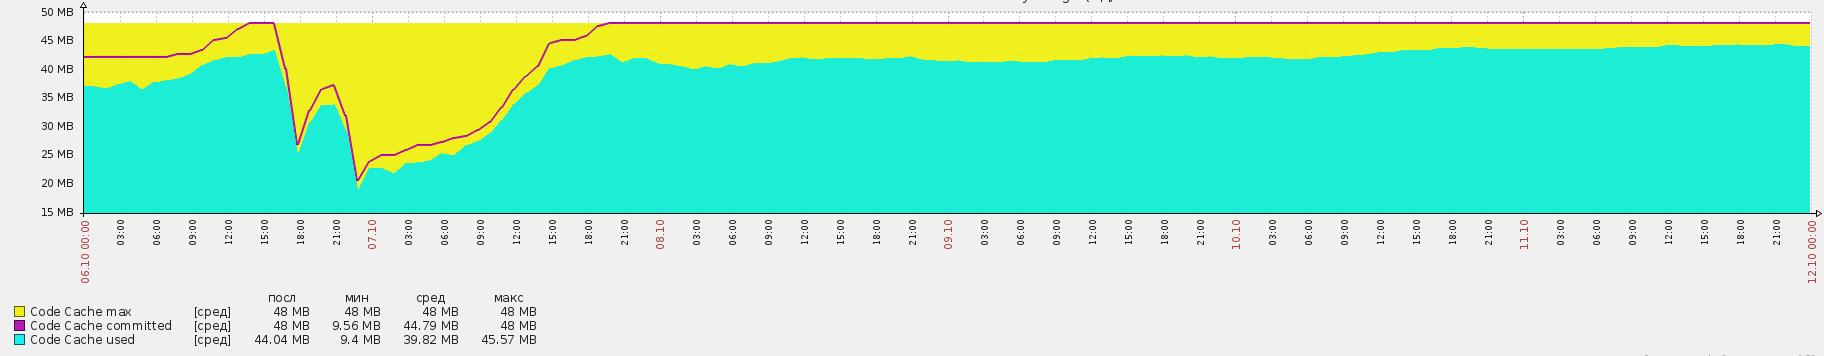 50 MB
45 MB
40 MB
35 MB
30 MB
25 MB
20 MB
15 MB
06.10 00:00 03:00 06:00 09:00 12:00 15:00 18:00 21:00 07.10 03:00 06:00 09:00 12:00 15:00 18:00 21:00 08.10 03:00 06:00 09:00 12:00 15:00 18:00 21:00 09.10 03:00 06:00 09:00 12:00 15:00 18:00 21:00 10.10 03:00 06:00 09:00 12:00 15:00 18:00 21:00 11.10 03:00 06:00 09:00 12:00 15:00 18:00 21:00 12.10 00:00
посл мин сред макс
Code Cache max [сред] 48 MB 48 MB 48 MB 48 MB
Code Cache committed [сред] 48 MB 9.56 MB 44.79 MB 48 MB
Code Cache used [сред] 44.04 MB 9.4 MB 39.82 MB 45.57 MB